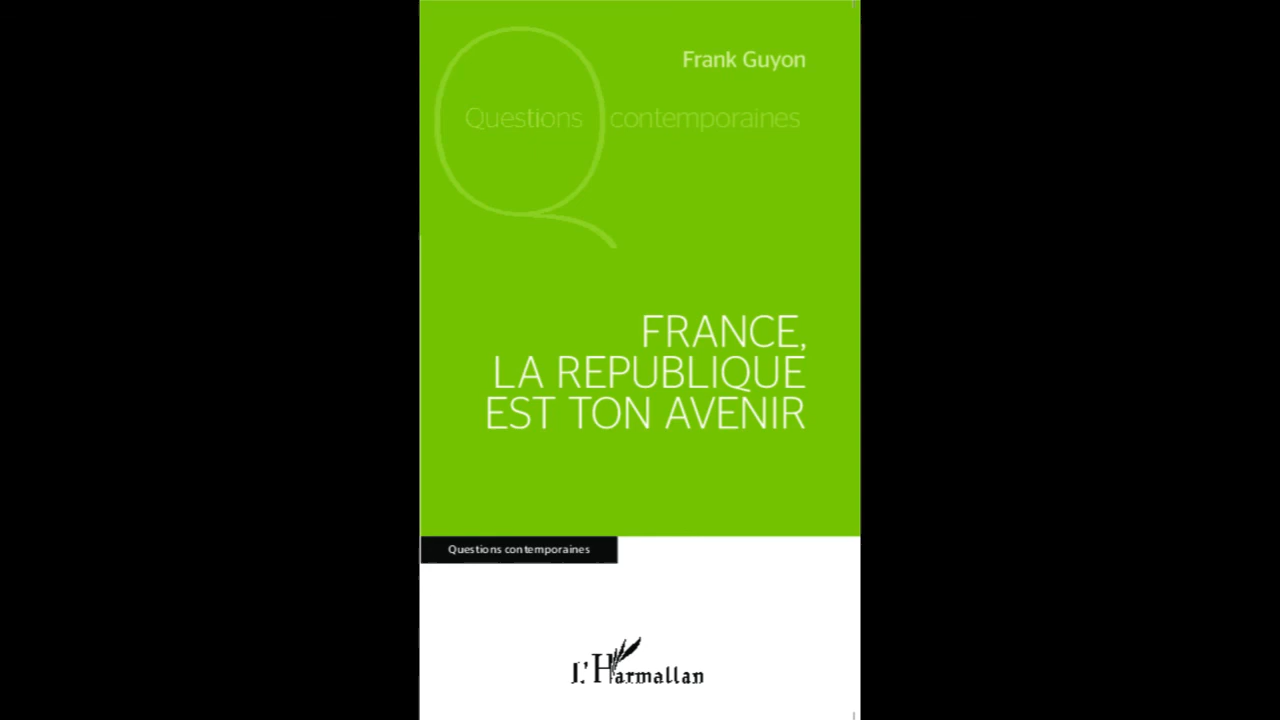 Frank Guyon
Questions contemporaines
FRANCE,
LA REPUBLIQUE
EST TON AVENIR
Questions contemporaines
L'Harmattan